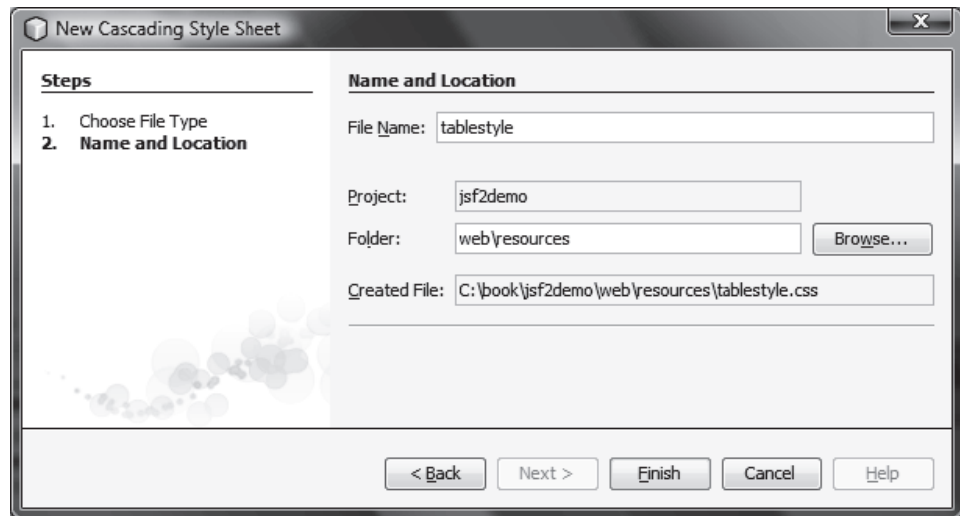 New Cascading Style Sheet
Steps
1. Choose File Type
2. Name and Location
Name and Location
File Name: tablestyle
Project: jsf2demo
Folder: web\resources Browse...
Created File: C:\book\jsf2demo\web\resources\tablestyle.css
< Back Next > Finish Cancel Help